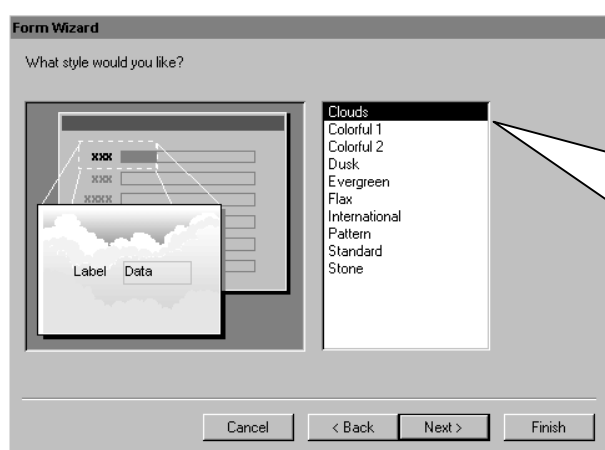 Form Wizard
What style would you like?
xxx
xxx
xxxx
Label Data
Clouds
Colorful 1
Colorful 2
Dusk
Evergreen
Flax
International
Pattern
Standard
Stone
Cancel < Back Next > Finish